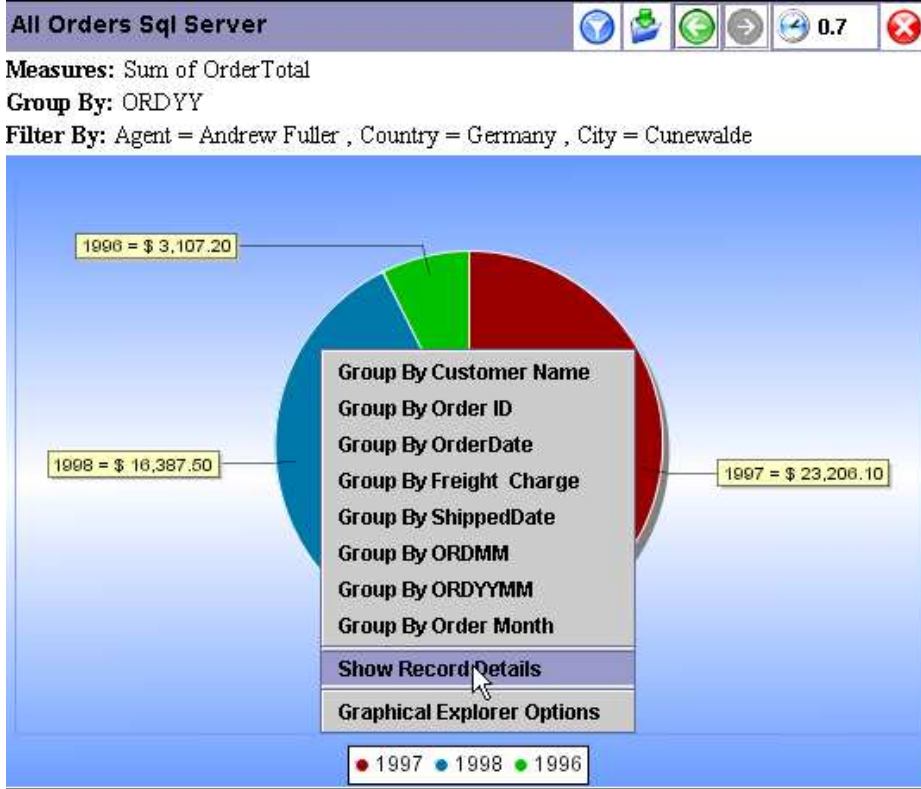 All Orders Sql Server
0.7
Measures: Sum of OrderTotal
Group By: ORDYY
Filter By: Agent = Andrew Fuller , Country = Germany , City = Cunewalde
1996 = $ 3,107.20
1998 = $ 16,387.50
1997 = $ 23,206.10
Group By Customer Name
Group By Order ID
Group By OrderDate
Group By Freight Charge
Group By ShippedDate
Group By ORDMM
Group By ORDYYMM
Group By Order Month
Show Record Details
Graphical Explorer Options
1997 1998 1996